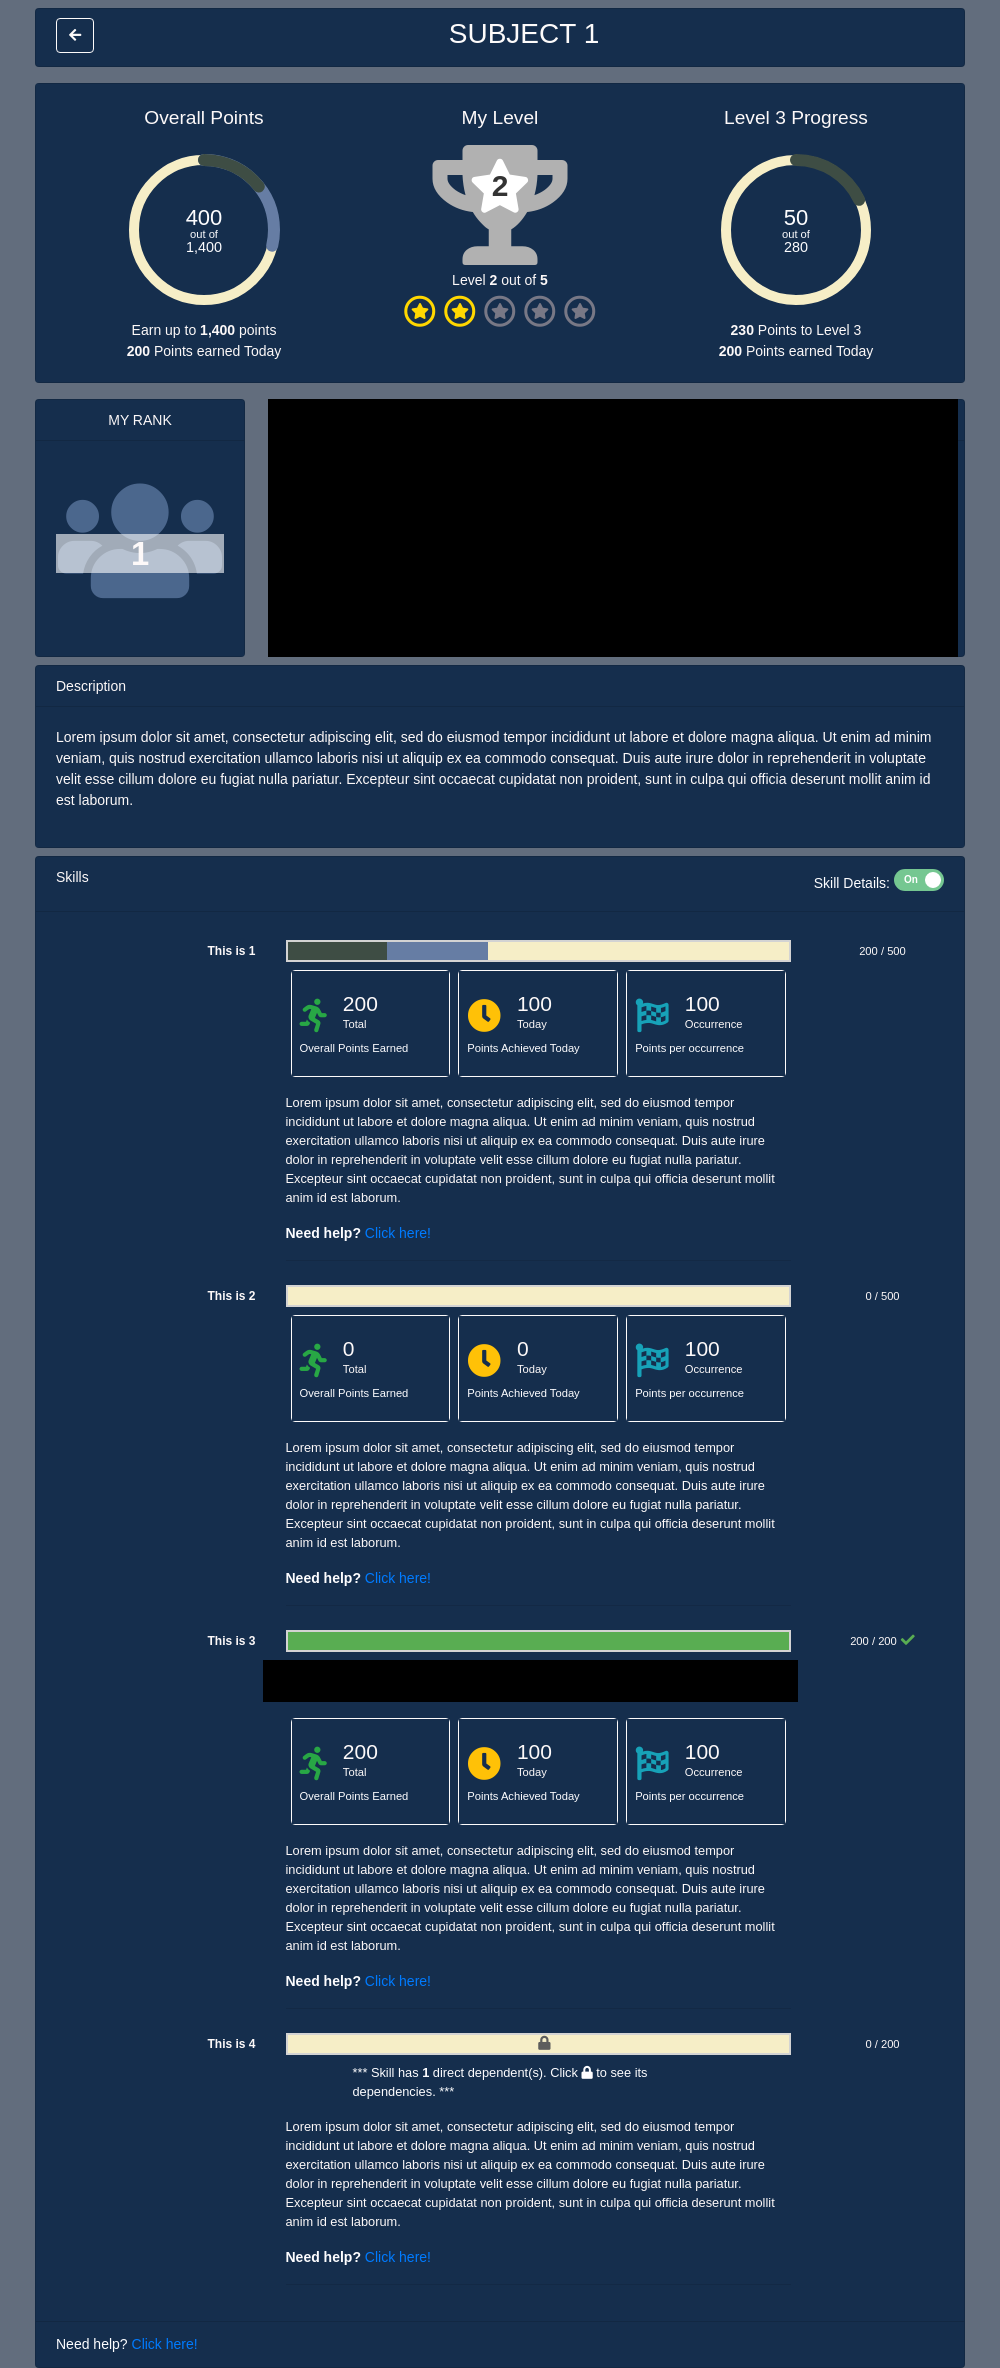 SUBJECT 1
Overall Points
400
out of
1,400
Earn up to 1,400 points
200 Points earned Today
My Level
2
Level 2 out of 5
Level 3 Progress
50
out of
280
230 Points to Level 3
200 Points earned Today
MY RANK
1
Description
Lorem ipsum dolor sit amet, consectetur adipiscing elit, sed do eiusmod tempor incididunt ut labore et dolore magna aliqua. Ut enim ad minim
veniam, quis nostrud exercitation ullamco laboris nisi ut aliquip ex ea commodo consequat. Duis aute irure dolor in reprehenderit in voluptate
velit esse cillum dolore eu fugiat nulla pariatur. Excepteur sint occaecat cupidatat non proident, sunt in culpa qui officia deserunt mollit anim id
est laborum.
Skills
Skill Details: On
This is 1
200 / 500
200
Total
Overall Points Earned
100
Today
Points Achieved Today
100
Occurrence
Points per occurrence
Lorem ipsum dolor sit amet, consectetur adipiscing elit, sed do eiusmod tempor
incididunt ut labore et dolore magna aliqua. Ut enim ad minim veniam, quis nostrud
exercitation ullamco laboris nisi ut aliquip ex ea commodo consequat. Duis aute irure
dolor in reprehenderit in voluptate velit esse cillum dolore eu fugiat nulla pariatur.
Excepteur sint occaecat cupidatat non proident, sunt in culpa qui officia deserunt mollit
anim id est laborum.
Need help? Click here!
This is 2
0 / 500
0
Total
Overall Points Earned
0
Today
Points Achieved Today
100
Occurrence
Points per occurrence
Lorem ipsum dolor sit amet, consectetur adipiscing elit, sed do eiusmod tempor
incididunt ut labore et dolore magna aliqua. Ut enim ad minim veniam, quis nostrud
exercitation ullamco laboris nisi ut aliquip ex ea commodo consequat. Duis aute irure
dolor in reprehenderit in voluptate velit esse cillum dolore eu fugiat nulla pariatur.
Excepteur sint occaecat cupidatat non proident, sunt in culpa qui officia deserunt mollit
anim id est laborum.
Need help? Click here!
This is 3
200 / 200
200
Total
Overall Points Earned
100
Today
Points Achieved Today
100
Occurrence
Points per occurrence
Lorem ipsum dolor sit amet, consectetur adipiscing elit, sed do eiusmod tempor
incididunt ut labore et dolore magna aliqua. Ut enim ad minim veniam, quis nostrud
exercitation ullamco laboris nisi ut aliquip ex ea commodo consequat. Duis aute irure
dolor in reprehenderit in voluptate velit esse cillum dolore eu fugiat nulla pariatur.
Excepteur sint occaecat cupidatat non proident, sunt in culpa qui officia deserunt mollit
anim id est laborum.
Need help? Click here!
This is 4
0 / 200
*** Skill has 1 direct dependent(s). Click to see its
dependencies. ***
Lorem ipsum dolor sit amet, consectetur adipiscing elit, sed do eiusmod tempor
incididunt ut labore et dolore magna aliqua. Ut enim ad minim veniam, quis nostrud
exercitation ullamco laboris nisi ut aliquip ex ea commodo consequat. Duis aute irure
dolor in reprehenderit in voluptate velit esse cillum dolore eu fugiat nulla pariatur.
Excepteur sint occaecat cupidatat non proident, sunt in culpa qui officia deserunt mollit
anim id est laborum.
Need help? Click here!
Need help? Click here!